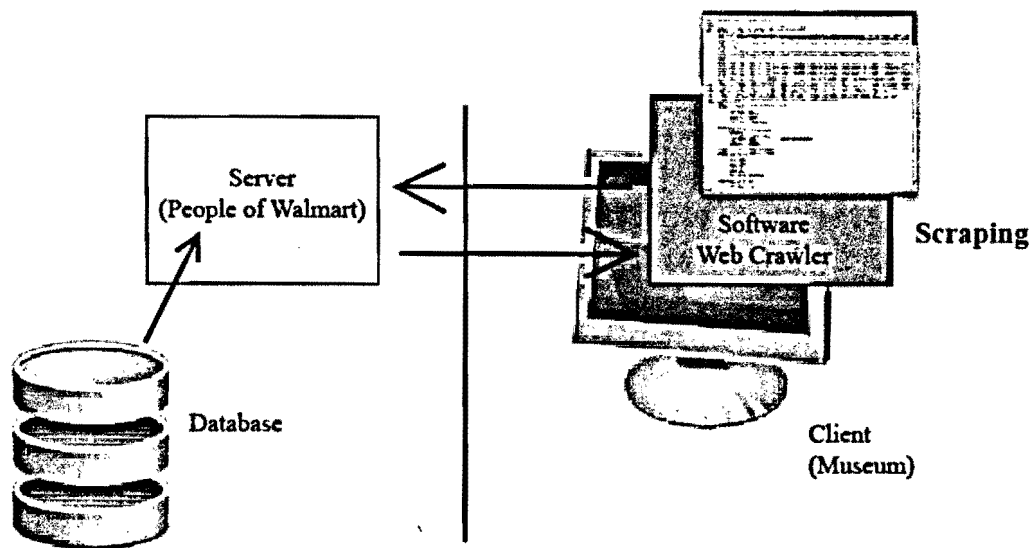 Server
(People of Walmart)
Database
Software
Web Crawler
Scraping
Client
(Museum)